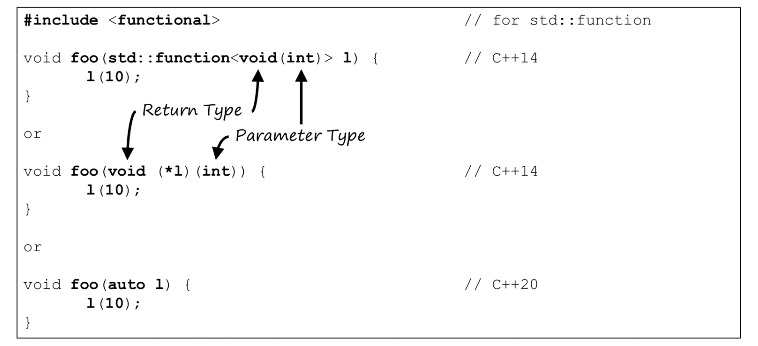 #include <functional> // for std::function
void foo(std::function<void(int)> l) { // C++14
l(10);
}
Return Type
or
Parameter Type
void foo(void (*l)(int)) { // C++14
l(10);
}
or
void foo(auto l) { // C++20
l(10);
}